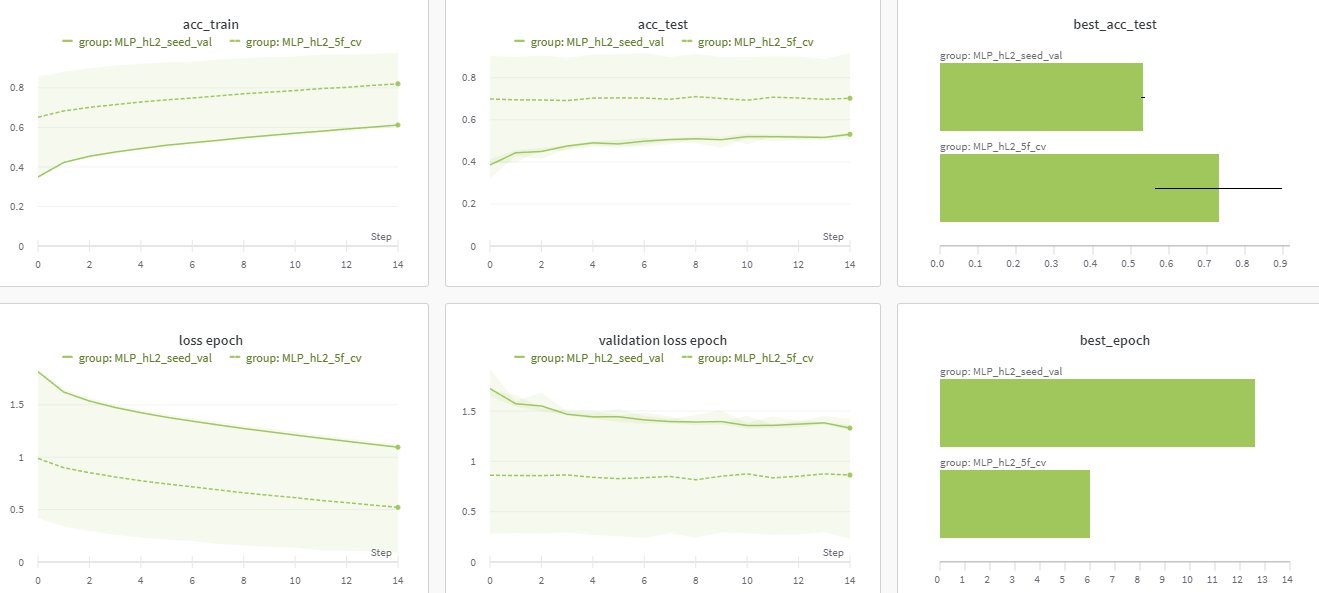 acc_train
group: MLP_hL2_seed_val group: MLP_hL2_5f_cv
0.8
0.6
0.4
0.2
0
Step
0 2 4 6 8 10 12 14
acc_test
group: MLP_hL2_seed_val group: MLP_hL2_5f_cv
0.8
0.6
0.4
0.2
0
Step
0 2 4 6 8 10 12 14
best_acc_test
group: MLP_hL2_seed_val
group: MLP_hL2_5f_cv
0.0 0.1 0.2 0.3 0.4 0.5 0.6 0.7 0.8 0.9
loss epoch
group: MLP_hL2_seed_val group: MLP_hL2_5f_cv
1.5
1
0.5
0
Step
0 2 4 6 8 10 12 14
validation loss epoch
group: MLP_hL2_seed_val group: MLP_hL2_5f_cv
1.5
1
0.5
0
Step
0 2 4 6 8 10 12 14
best_epoch
group: MLP_hL2_seed_val
group: MLP_hL2_5f_cv
0 1 2 3 4 5 6 7 8 9 10 11 12 13 14